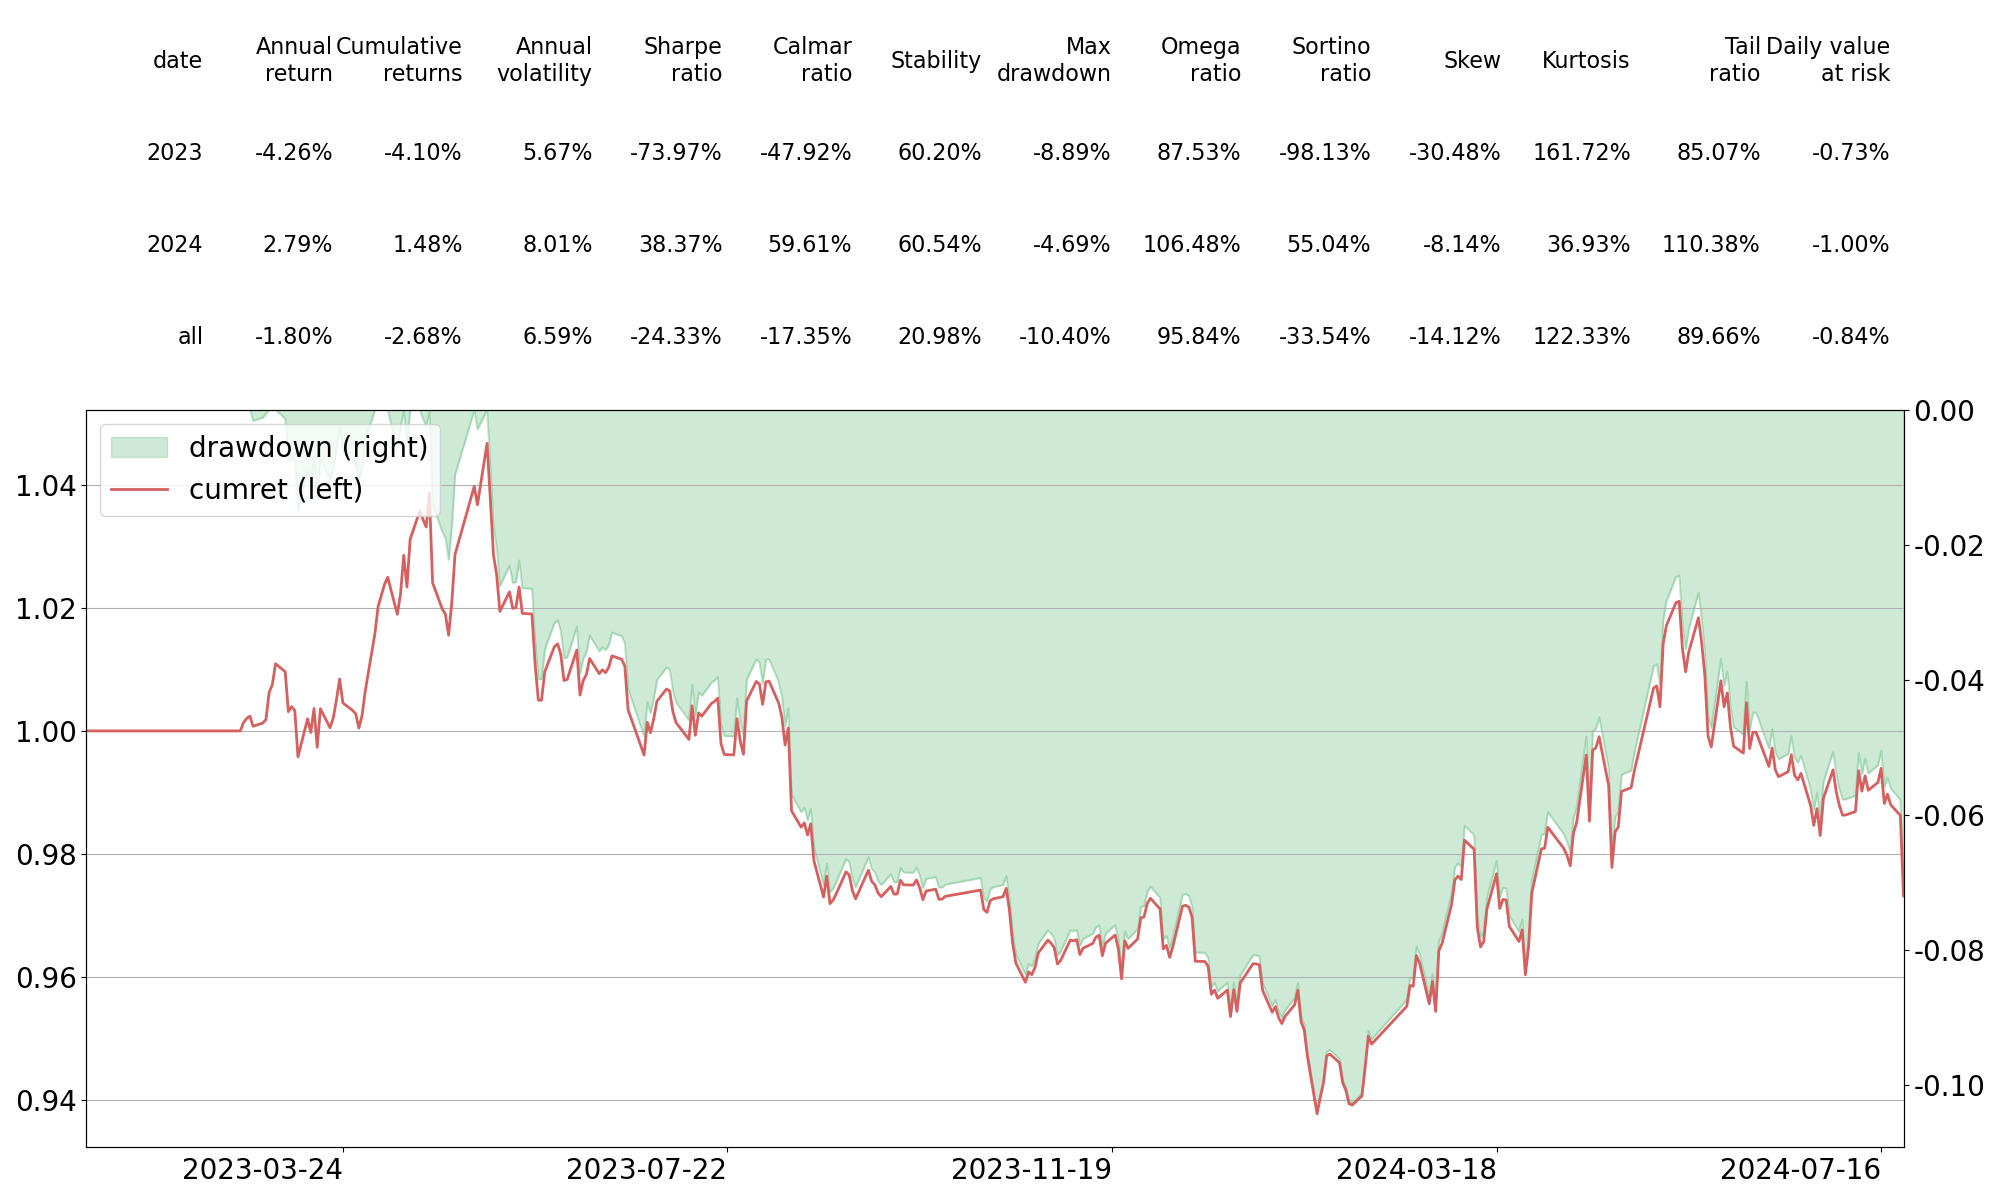 date Annual return Cumulative returns Annual volatility Sharpe ratio Calmar ratio Stability Max drawdown Omega ratio Sortino ratio Skew Kurtosis Tail ratio Daily value at risk
2023 -4.26% -4.10% 5.67% -73.97% -47.92% 60.20% -8.89% 87.53% -98.13% -30.48% 161.72% 85.07% -0.73%
2024 2.79% 1.48% 8.01% 38.37% 59.61% 60.54% -4.69% 106.48% 55.04% -8.14% 36.93% 110.38% -1.00%
all -1.80% -2.68% 6.59% -24.33% -17.35% 20.98% -10.40% 95.84% -33.54% -14.12% 122.33% 89.66% -0.84%
drawdown (right)
cumret (left)
1.04
1.02
1.00
0.98
0.96
0.94
0.00
-0.02
-0.04
-0.06
-0.08
-0.10
2023-03-24 2023-07-22 2023-11-19 2024-03-18 2024-07-16